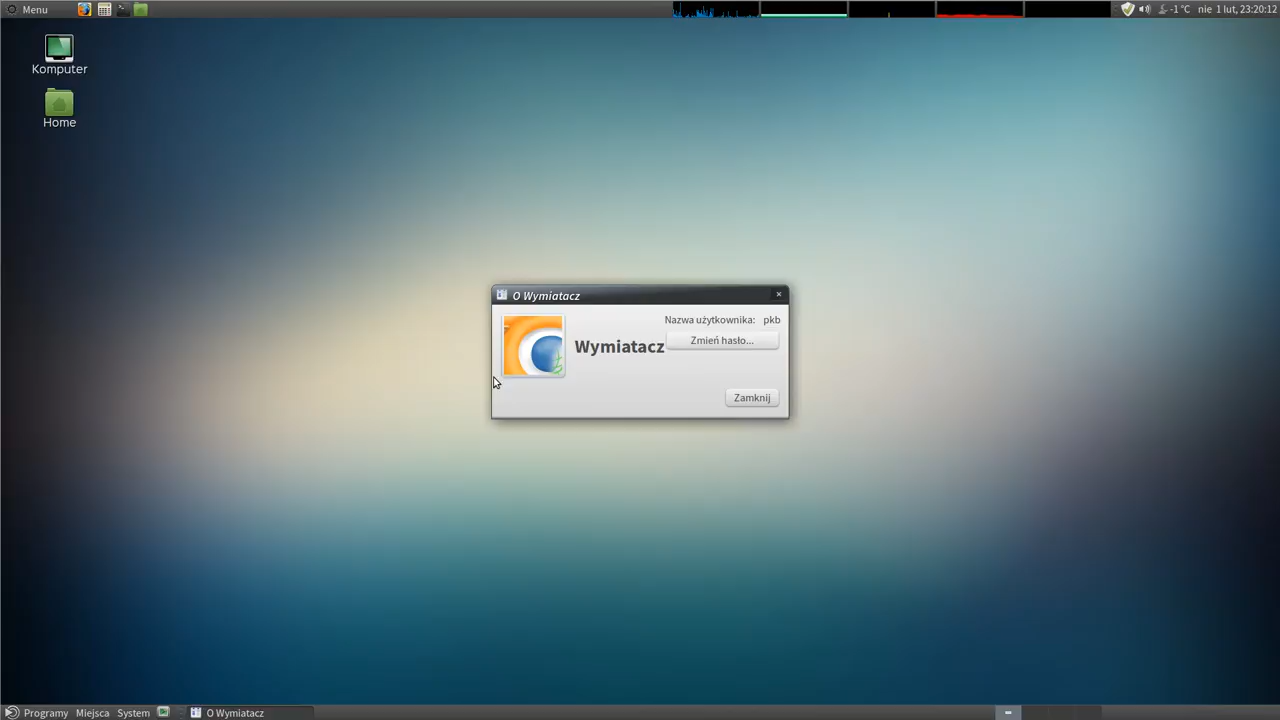 Menu
-1 °C nie 1 lut, 23:20:12
Komputer
Home
O Wymiatacz
Nazwa użytkownika: pkb
Wymiatacz
Zmień hasło...
Zamknij
Programy Miejsca System O Wymiatacz